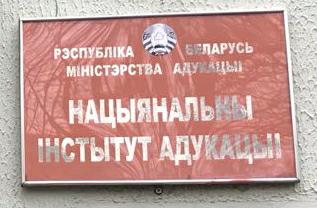 РЭСПУБЛІКА БЕЛАРУСЬ
МІНІСТЭРСТВА АДУКАЦЫІ
НАЦЫЯНАЛЬНЫ
ІНСТЫТУТ АДУКАЦЫІ